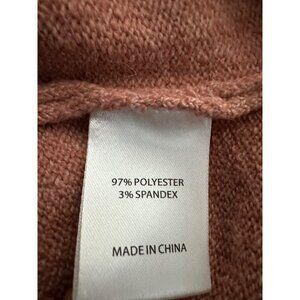 97% POLYESTER
3% SPANDEX
MADE IN CHINA